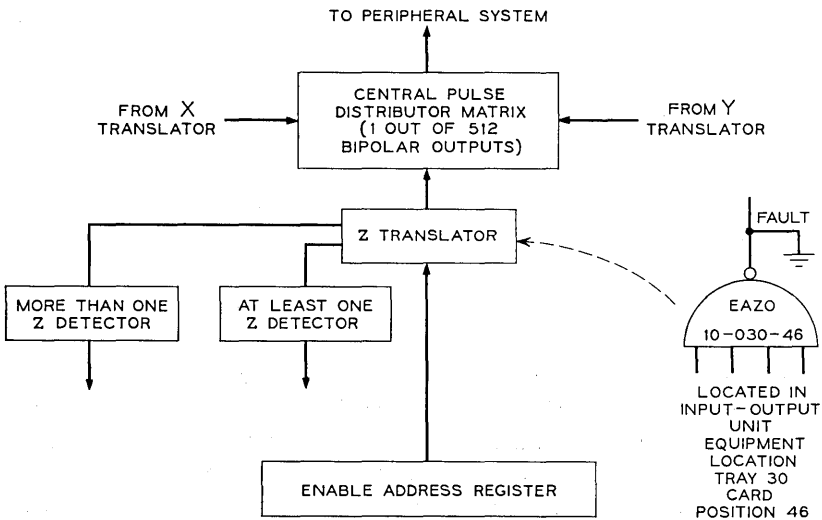 TO PERIPHERAL SYSTEM
CENTRAL PULSE
DISTRIBUTOR MATRIX
(1 OUT OF 512
BIPOLAR OUTPUTS)
FROM X
TRANSLATOR
FROM Y
TRANSLATOR
Z TRANSLATOR
FAULT
MORE THAN ONE
Z DETECTOR
AT LEAST ONE
Z DETECTOR
EAZO
10-030-46
LOCATED IN
INPUT-OUTPUT
UNIT
EQUIPMENT
LOCATION
TRAY 30
CARD
POSITION 46
ENABLE ADDRESS REGISTER